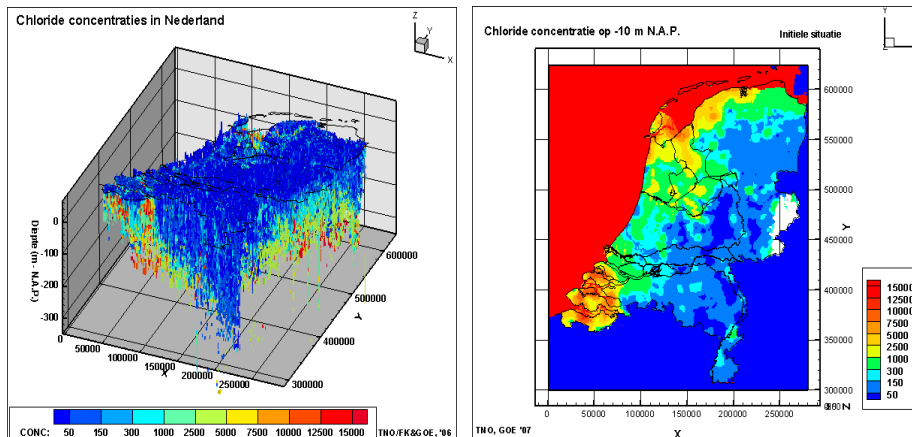 Chloride concentraties in Nederland
Z
Y
X
Diepte (m t. N.A.P.)
0
-100
-200
-300
0
50000
100000
150000
200000
250000
X
300000
400000
500000
600000
Y
CONC:
50 150 300 1000 2500 5000 7500 10000 12500 15000
TNO/FK&GOE, '06
Chloride concentratie op -10 m N.A.P.
Initiele situatie
Y
Z
600000
550000
500000
450000
400000
350000
300000
Y
Z
0 50000 100000 150000 200000 250000
X
TNO, GOE '07
15000
12500
10000
7500
5000
2500
1000
300
150
50